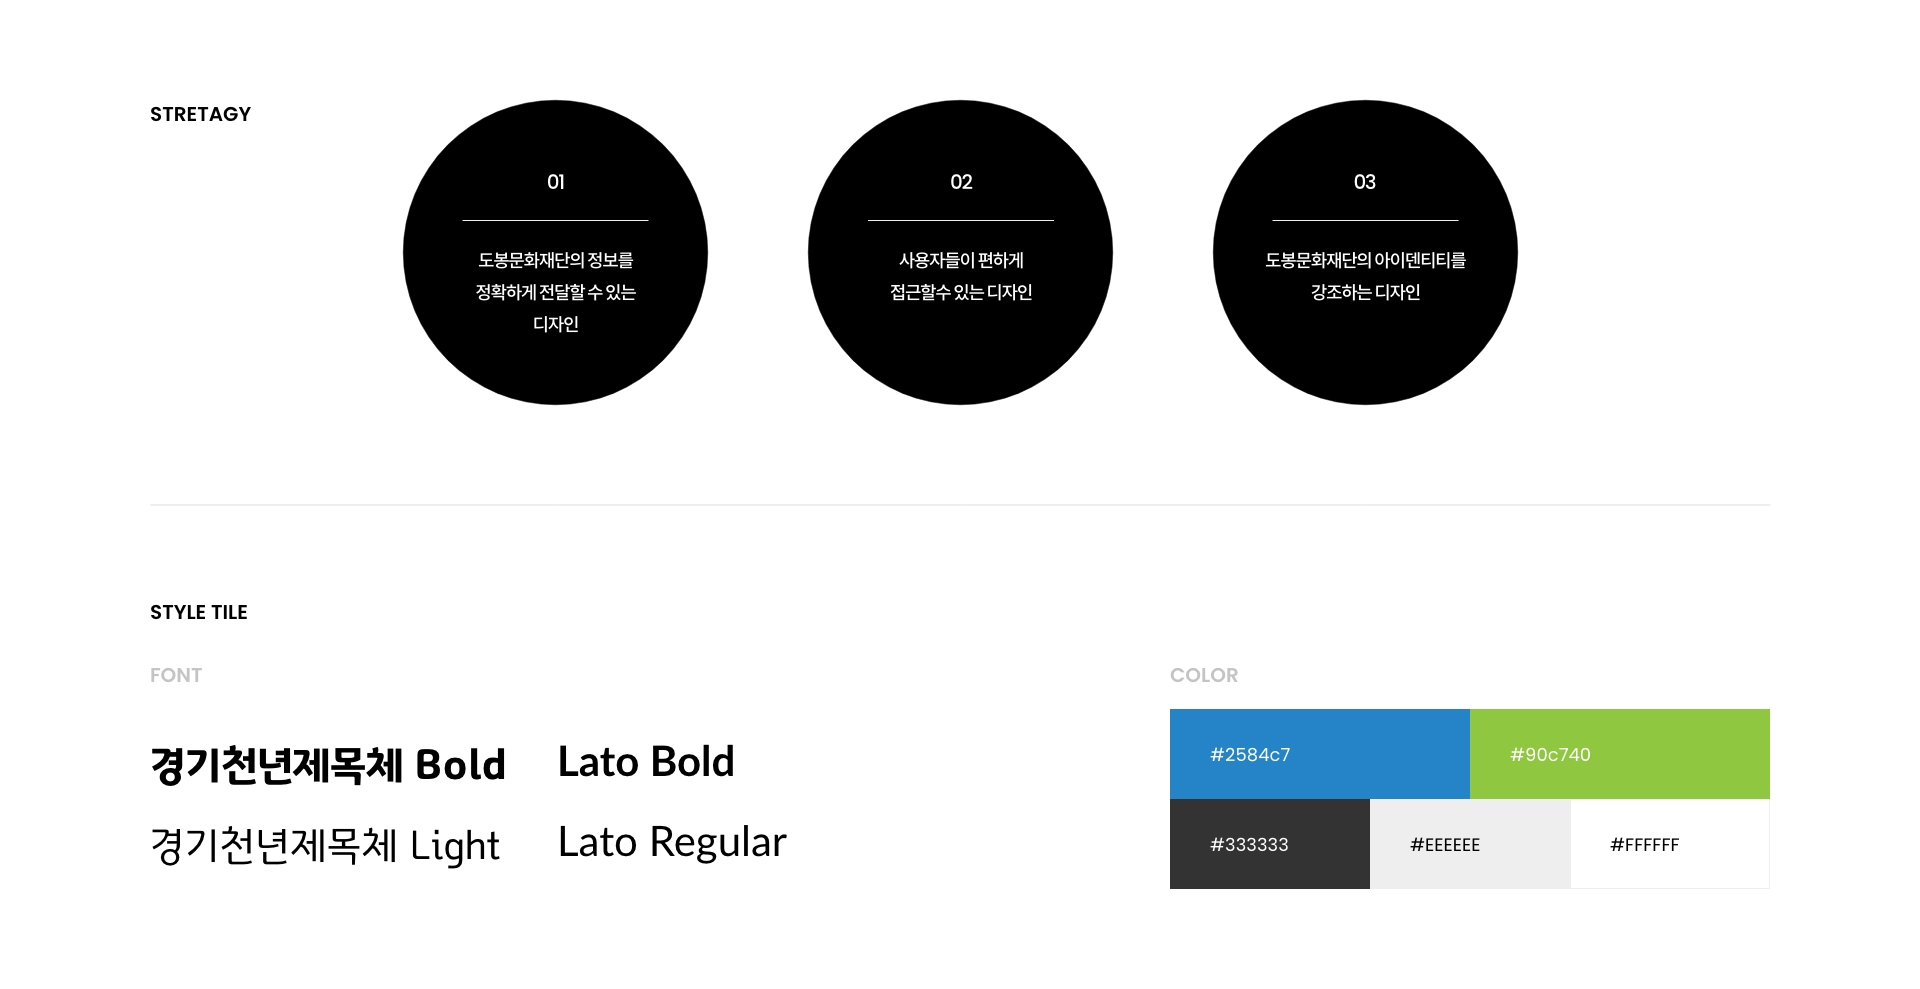 STRETAGY
01
도봉문화재단의 정보를
정확하게 전달할 수 있는
디자인
02
사용자들이 편하게
접근할수 있는 디자인
03
도봉문화재단의 아이덴티티를
강조하는 디자인
STYLE TILE
FONT
경기천년제목체 Bold
Lato Bold
경기천년제목체 Light
Lato Regular
COLOR
#2584c7
#90c740
#333333
#EEEEEE
#FFFFFF